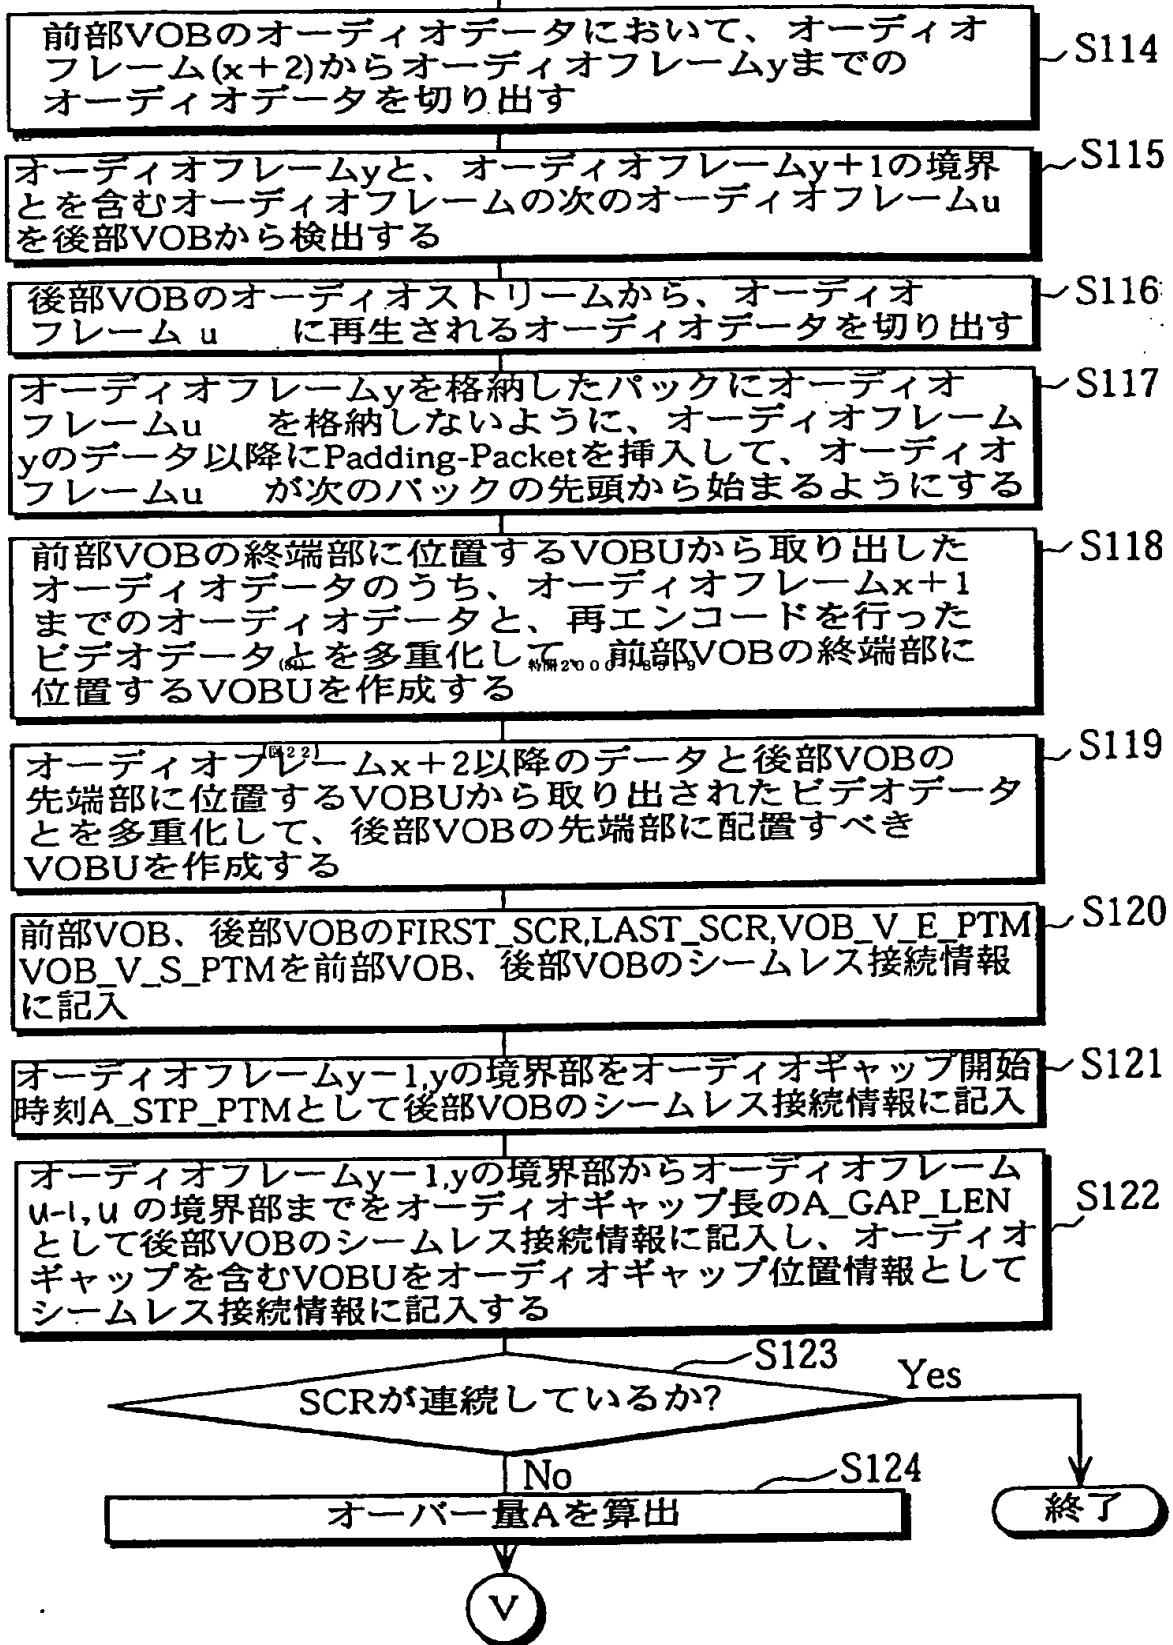 前部VOBのオーディオデータにおいて、オーディオ
フレーム(x+2)からオーディオフレームyまでの
オーディオデータを切り出す
S114
オーディオフレームyと、オーディオフレームy+1の境界
とを含むオーディオフレームの次のオーディオフレームu
を後部VOBから検出する
S115
後部VOBのオーディオストリームから、オーディオ
フレーム u に再生されるオーディオデータを切り出す
S116
オーディオフレームyを格納したパックにオーディオ
フレームu を格納しないように、オーディオフレーム
yのデータ以降にPadding-Packetを挿入して、オーディオ
フレームu が次のパックの先頭から始まるようにする
S117
前部VOBの終端部に位置するVOBUから取り出した
オーディオデータのうち、オーディオフレームx+1
までのオーディオデータと、再エンコードを行った
ビデオデータとを多重化して、前部VOBの終端部に
位置するVOBUを作成する
S118
オーディオフレームx+2以降のデータと後部VOBの
先端部に位置するVOBUから取り出されたビデオデータ
とを多重化して、後部VOBの先端部に配置すべき
VOBUを作成する
S119
[図22]
前部VOB、後部VOBのFIRST_SCR,LAST_SCR,VOB_V_E_PTM
VOB_V_S_PTMを前部VOB、後部VOBのシームレス接続情報
に記入
S120
オーディオフレームy-1,yの境界部をオーディオギャップ開始
時刻A_STP_PTMとして後部VOBのシームレス接続情報に記入
S121
オーディオフレームy-1,yの境界部からオーディオフレーム
u-1,u の境界部までをオーディオギャップ長のA_GAP_LEN
として後部VOBのシームレス接続情報に記入し、オーディオ
ギャップを含むVOBUをオーディオギャップ位置情報として
シームレス接続情報に記入する
S122
S123
SCRが連続しているか?
Yes
No
S124
オーバー量Aを算出
終了
V